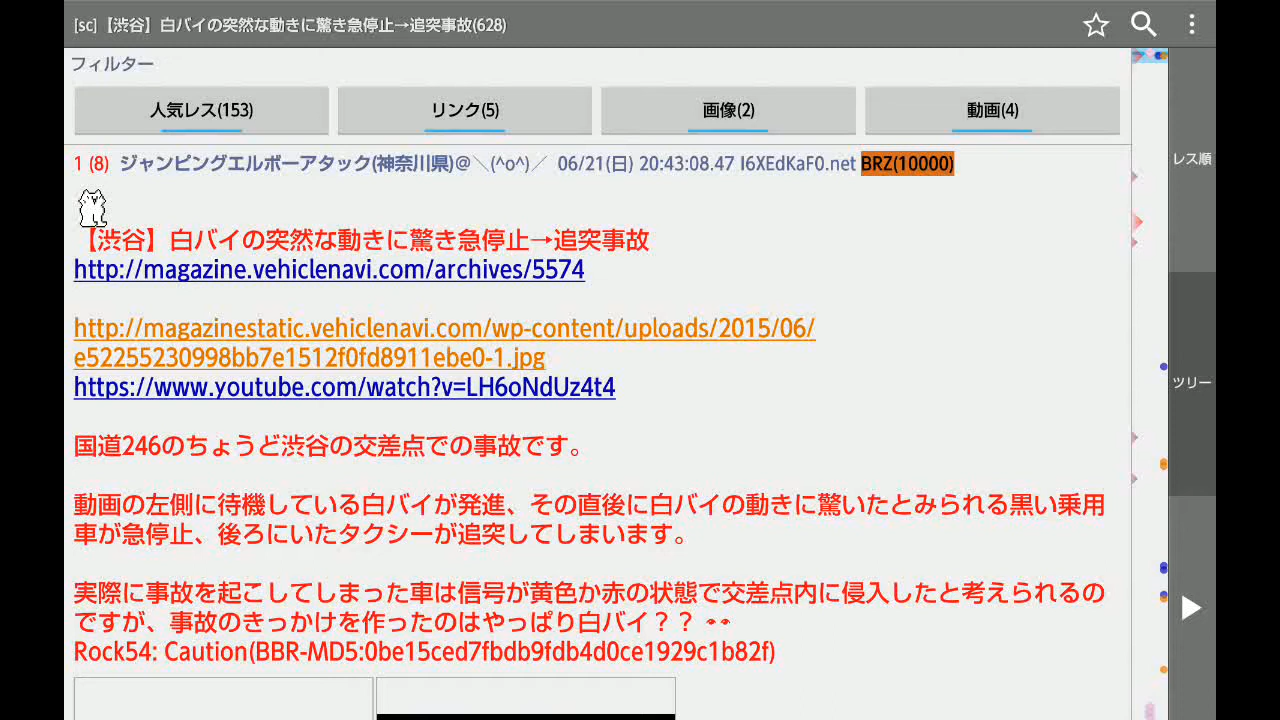 [sc]【渋谷】白バイの突然な動きに驚き急停止→追突事故(628)
フィルター
人気レス(153)
リンク(5)
画像(2)
動画(4)
1 (8) ジャンピングエルボーアタック(神奈川県)@＼(^o^)／ 06/21(日) 20:43:08.47 I6XEdKaF0.net BRZ(10000)
【渋谷】白バイの突然な動きに驚き急停止→追突事故
http://magazine.vehiclenavi.com/archives/5574
http://magazinestatic.vehiclenavi.com/wp-content/uploads/2015/06/
e52255230998bb7e1512f0fd8911ebe0-1.jpg
https://www.youtube.com/watch?v=LH6oNdUz4t4
国道246のちょうど渋谷の交差点での事故です。
動画の左側に待機している白バイが発進、その直後に白バイの動きに驚いたとみられる黒い乗用
車が急停止、後ろにいたタクシーが追突してしまいます。
実際に事故を起こしてしまった車は信号が黄色か赤の状態で交差点内に侵入したと考えられるの
ですが、事故のきっかけを作ったのはやっぱり白バイ？？
Rock54: Caution(BBR-MD5:0be15ced7fbdb9fdb4d0ce1929c1b82f)
レス順
ツリー